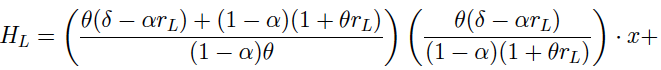 $H_L = \left( \frac{\theta(\delta - \alpha r_L) + (1 - \alpha)(1 + \theta r_L)}{(1 - \alpha)\theta} \right) \left( \frac{\theta(\delta - \alpha r_L)}{(1 - \alpha)(1 + \theta r_L)} \right) \cdot x +$